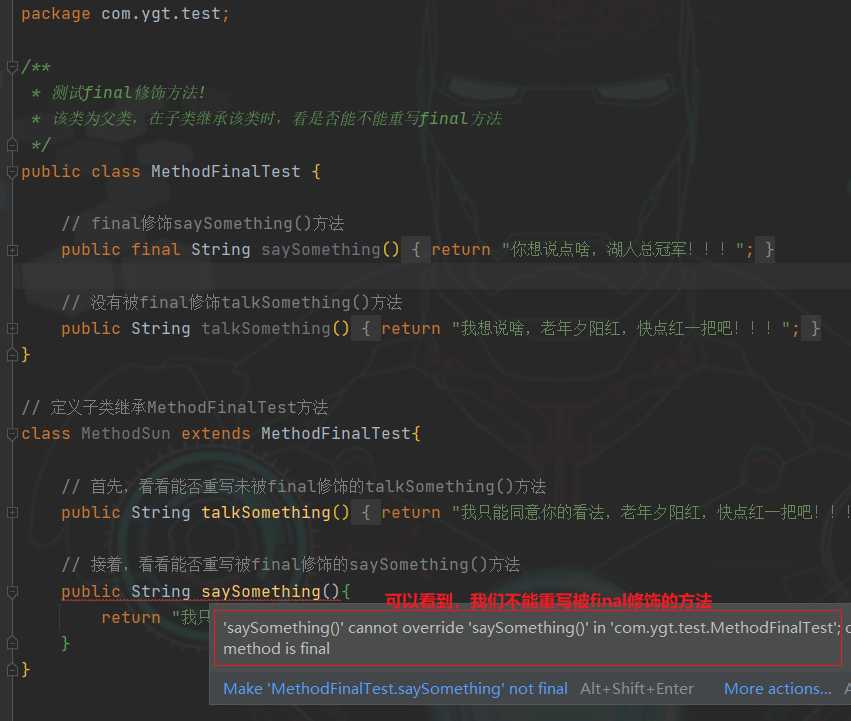 package com.ygt.test;
/**
* 测试final修饰方法!
* 该类为父类，在子类继承该类时，看是否能不能重写final方法
*/
public class MethodFinalTest {
// final修饰saySomething()方法
public final String saySomething() { return "你想说点啥，湖人总冠军！！！"; }
// 没有被final修饰talkSomething()方法
public String talkSomething() { return "我想说啥，老年夕阳红，快点红一把吧！！！"; }
}
// 定义子类继承MethodFinalTest方法
class MethodSun extends MethodFinalTest{
// 首先，看看能否重写未被final修饰的talkSomething()方法
public String talkSomething() { return "我只能同意你的看法，老年夕阳红，快点红一把吧！！！
// 接着，看看能否重写被final修饰的saySomething()方法
public String saySomething(){
可以看到，我们不能重写被final修饰的方法
return "我只
'saySomething()' cannot override 'saySomething()' in 'com.ygt.test.MethodFinalTest';
method is final
}
Make 'MethodFinalTest.saySomething' not final Alt+Shift+Enter More actions...
}